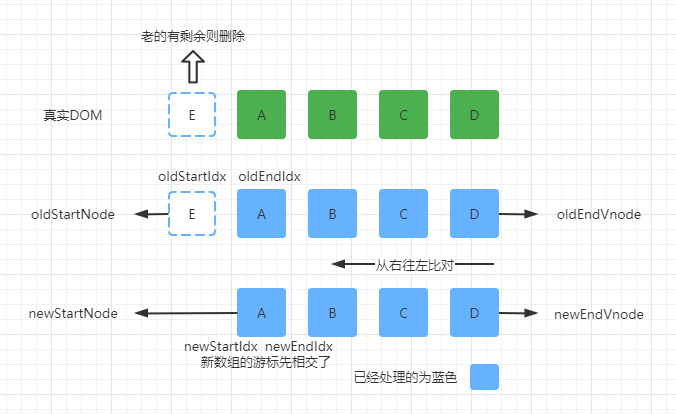 老的有剩余则删除
真实DOM
E
A
B
C
D
oldStartIdx oldEndIdx
oldStartNode
E
A
B
C
D
oldEndVnode
从右往左比对
newStartNode
A
B
C
D
newEndVnode
newStartIdx newEndIdx
新数组的游标先相交了
已经处理的为蓝色